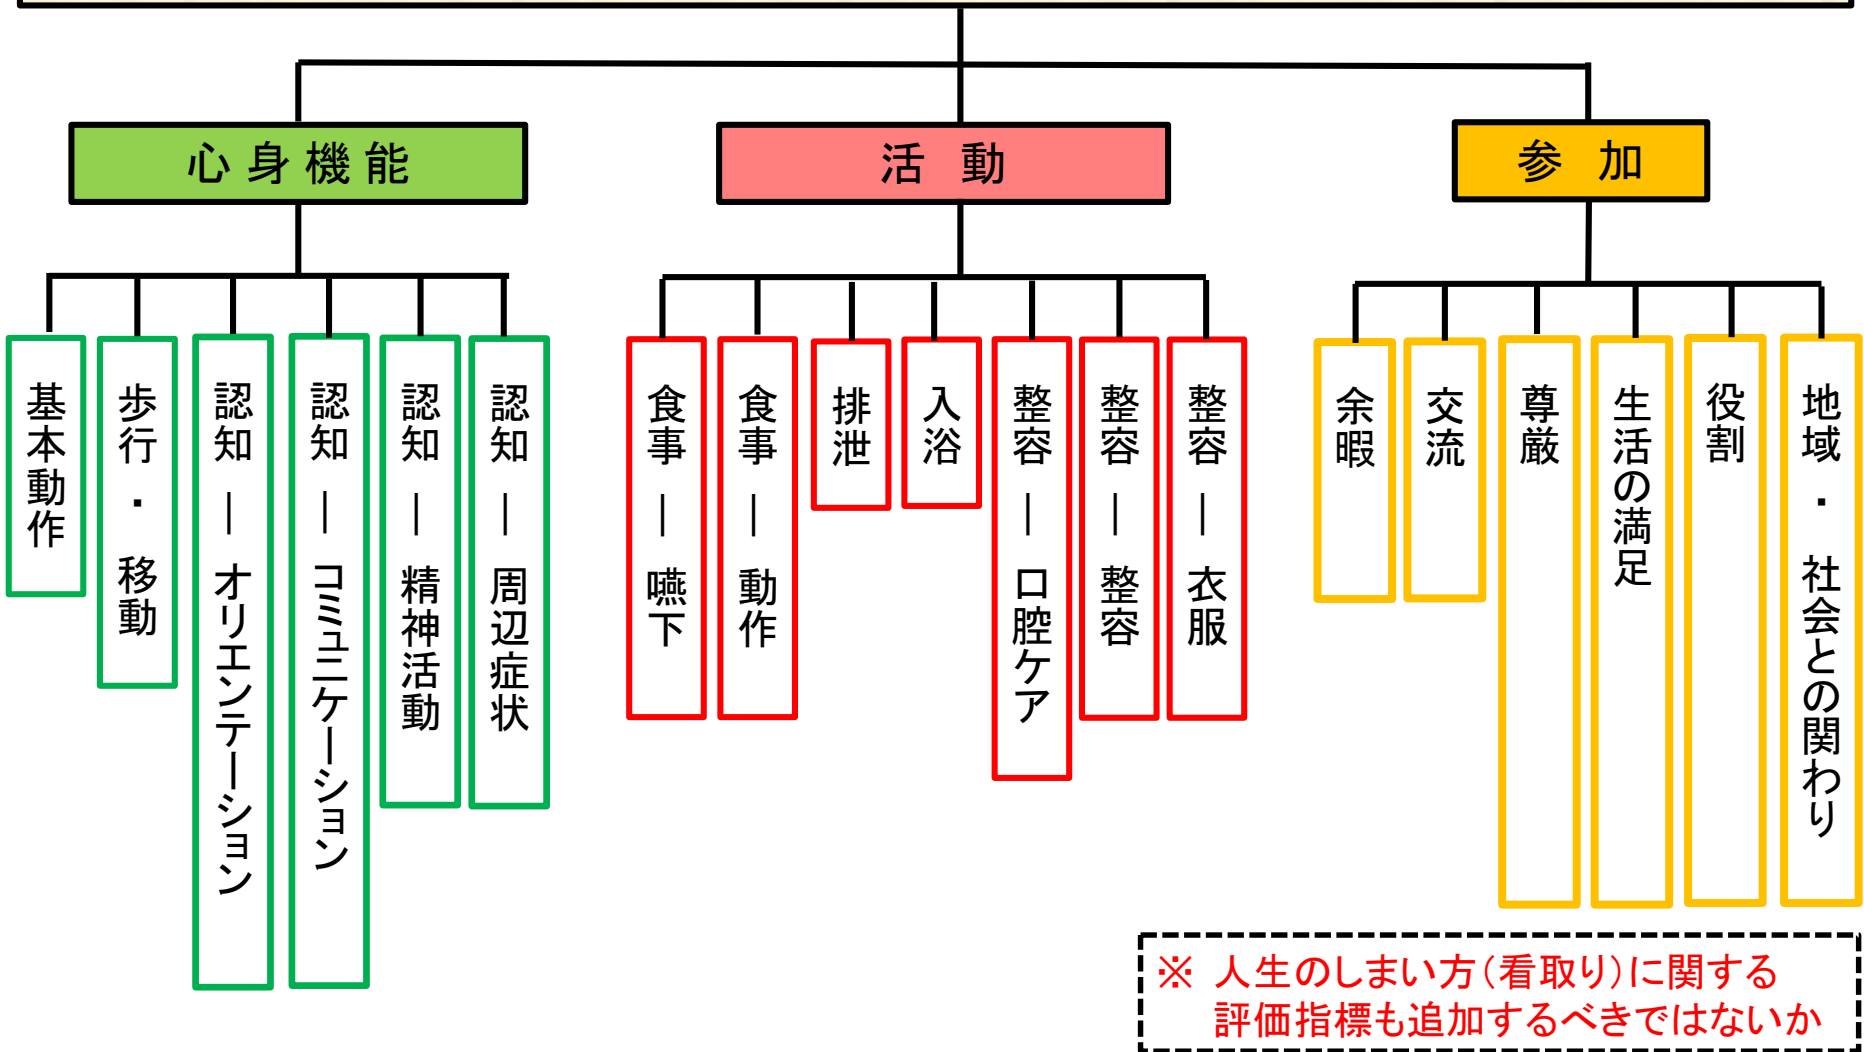 心身機能
活動
参加
基本動作
歩行・移動
認知―オリエンテーション
認知―コミュニケーション
認知―精神活動
認知―周辺症状
食事―嚥下
食事―動作
排泄
入浴
整容―口腔ケア
整容―整容
整容―衣服
余暇
交流
尊厳
生活の満足
役割
地域・社会との関わり
※ 人生のしまい方(看取り)に関する
評価指標も追加するべきではないか